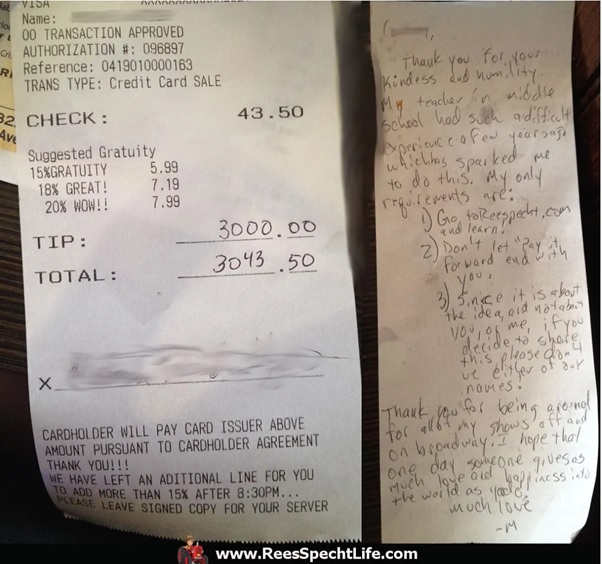 VISA
Name:
00 TRANSACTION APPROVED
AUTHORIZATION #: 096897
Reference: 0419010000163
TRANS TYPE: Credit Card SALE
CHECK: 43.50
Suggested Gratuity
15%GRATUITY 5.99
18% GREAT! 7.19
20% WOW!! 7.99
TIP: 3000.00
TOTAL: 3043.50
X
CARDHOLDER WILL PAY CARD ISSUER ABOVE
AMOUNT PURSUANT TO CARDHOLDER AGREEMENT
THANK YOU!!!
WE HAVE LEFT AN ADITIONAL LINE FOR YOU
TO ADD MORE THAN 15% AFTER 8:30PM...
PLEASE LEAVE SIGNED COPY FOR YOUR SERVER
Thank you for your
kindess and humility.
My teacher in middle
school had such a difficult
experience a few years ago
which has sparked me
to do this. My only
requirements are:
1) Go to Reesspecht.com
and learn!
2) Don't let "Pay it
forward end with
you.
3) Since it is about
the idea, and not about
you, or me, if you
decide to share
this, please don't
use either of our
names!
Thank you for being around
for all of my shows off and
on broadway. I hope that
one day someone gives as
much love and happiness into
the world as you do.
much love
-M
www.ReesSpechtLife.com